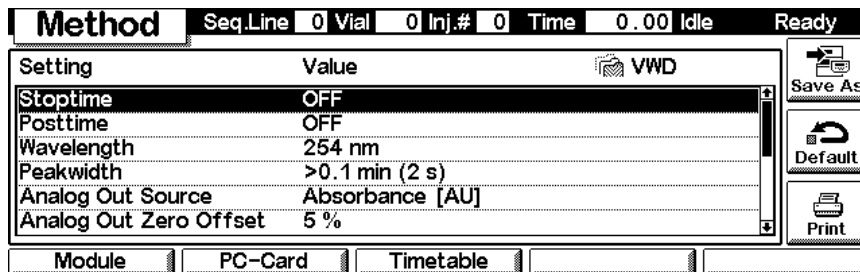 Method Seq.Line 0 Vial 0 Inj.# 0 Time 0.00 Idle Ready
Setting Value VWD
Stoptime OFF
Posttime OFF
Wavelength 254 nm
Peakwidth >0.1 min (2 s)
Analog Out Source Absorbance [AU]
Analog Out Zero Offset 5 %
Save As
Default
Print
Module PC-Card Timetable